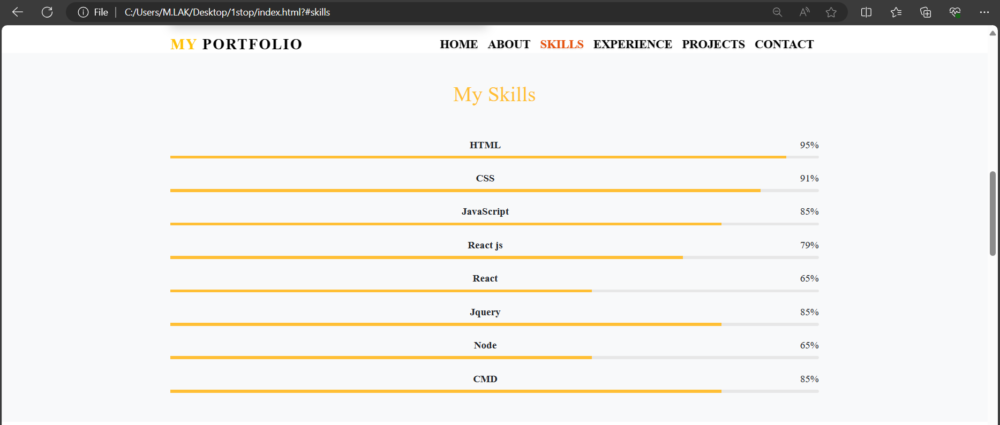 File C:/Users/M.LAK/Desktop/1stop/index.html?#skills
MY PORTFOLIO HOME ABOUT SKILLS EXPERIENCE PROJECTS CONTACT
My Skills
HTML 95%
CSS 91%
JavaScript 85%
React js 79%
React 65%
Jquery 85%
Node 65%
CMD 85%